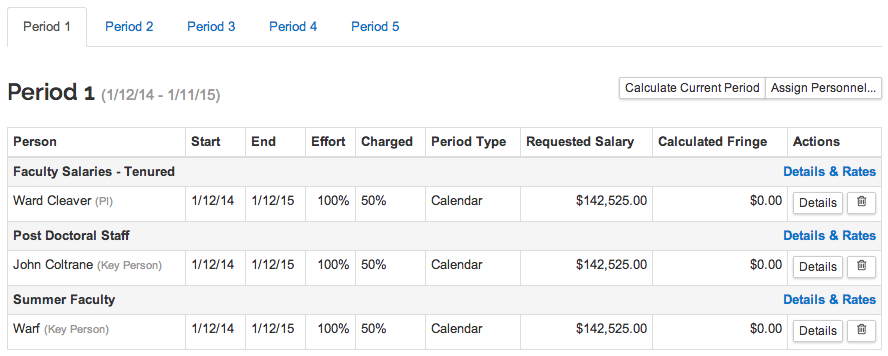 Period 1 Period 2 Period 3 Period 4 Period 5
Period 1 (1/12/14 - 1/11/15) Calculate Current Period Assign Personnel...
Person Start End Effort Charged Period Type Requested Salary Calculated Fringe Actions
Faculty Salaries - Tenured Details & Rates
Ward Cleaver (PI) 1/12/14 1/12/15 100% 50% Calendar $142,525.00 $0.00 Details
Post Doctoral Staff Details & Rates
John Coltrane (Key Person) 1/12/14 1/12/15 100% 50% Calendar $142,525.00 $0.00 Details
Summer Faculty Details & Rates
Warf (Key Person) 1/12/14 1/12/15 100% 50% Calendar $142,525.00 $0.00 Details